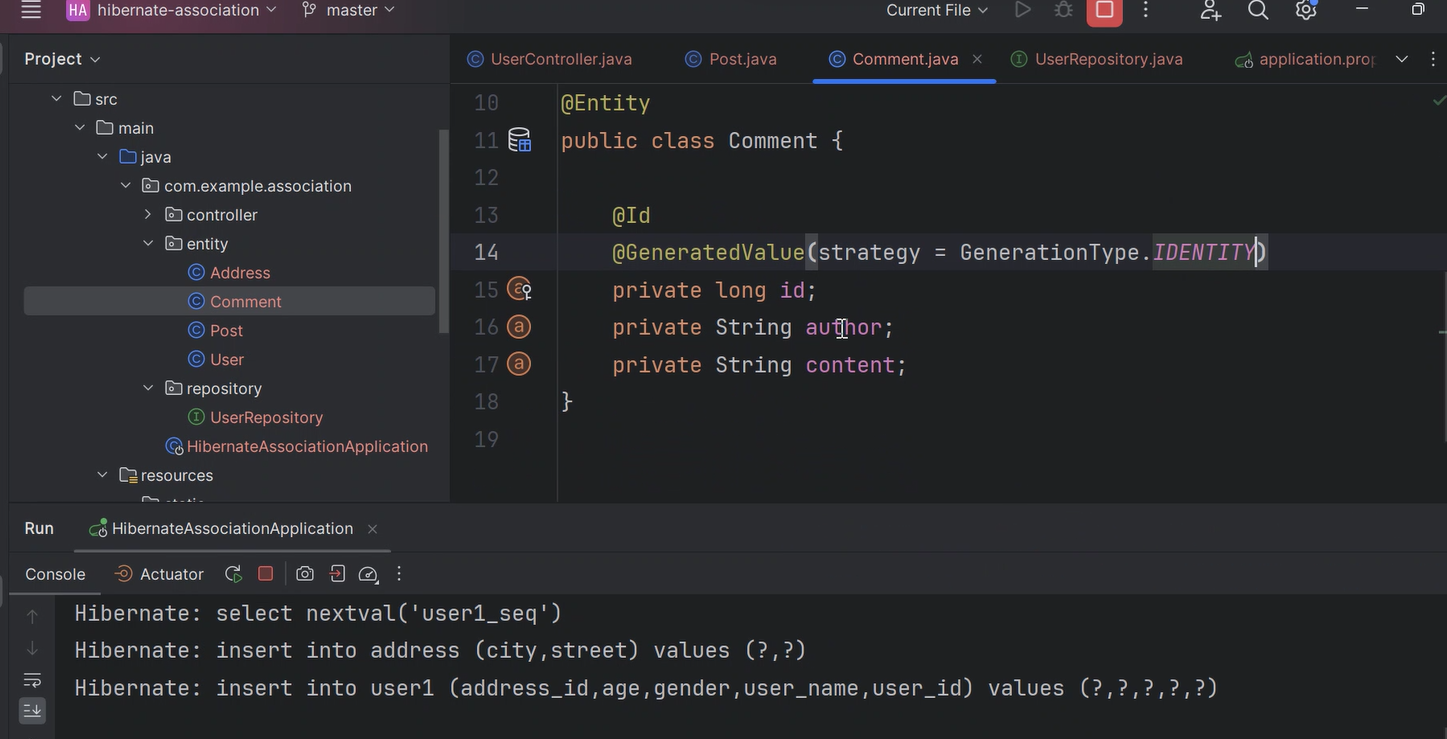 HA hibernate-association master Current File
Project
UserController.java Post.java Comment.java UserRepository.java application.prop
src
main
java
com.example.association
controller
entity
Address
Comment
Post
User
repository
UserRepository
HibernateAssociationApplication
resources
10 @Entity
11 public class Comment {
12
13 @Id
14 @GeneratedValue(strategy = GenerationType.IDENTITY)
15 private long id;
16 private String author;
17 private String content;
18 }
19
Run HibernateAssociationApplication
Console Actuator
Hibernate: select nextval('user1_seq')
Hibernate: insert into address (city,street) values (?,?)
Hibernate: insert into user1 (address_id,age,gender,user_name,user_id) values (?,?,?,?,?)